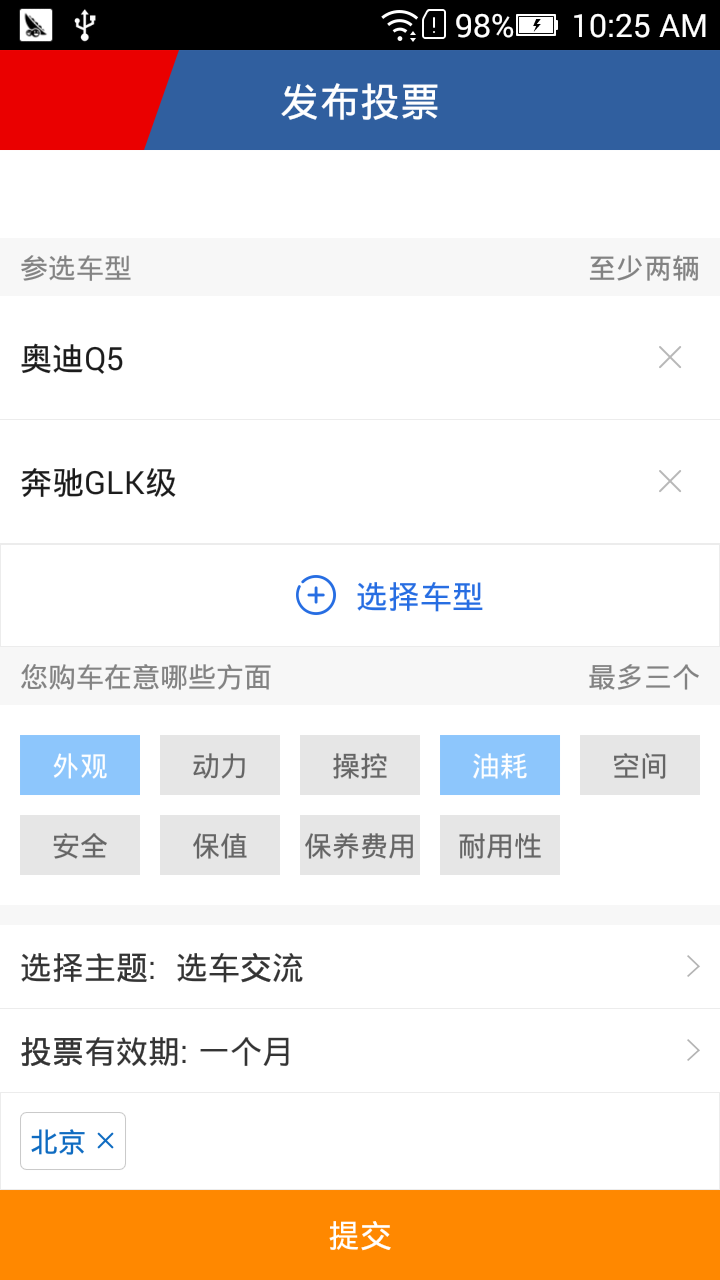 98% 10:25 AM
发布投票
参选车型 至少两辆
奥迪Q5
奔驰GLK级
选择车型
您购车在意哪些方面 最多三个
外观 动力 操控 油耗 空间
安全 保值 保养费用 耐用性
选择主题: 选车交流
投票有效期: 一个月
北京
提交